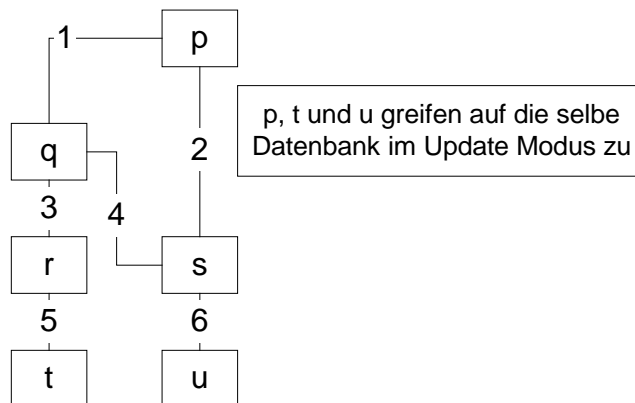 1
p
p, t und u greifen auf die selbe
Datenbank im Update Modus zu
q
2
3
4
r
s
5
6
t
u